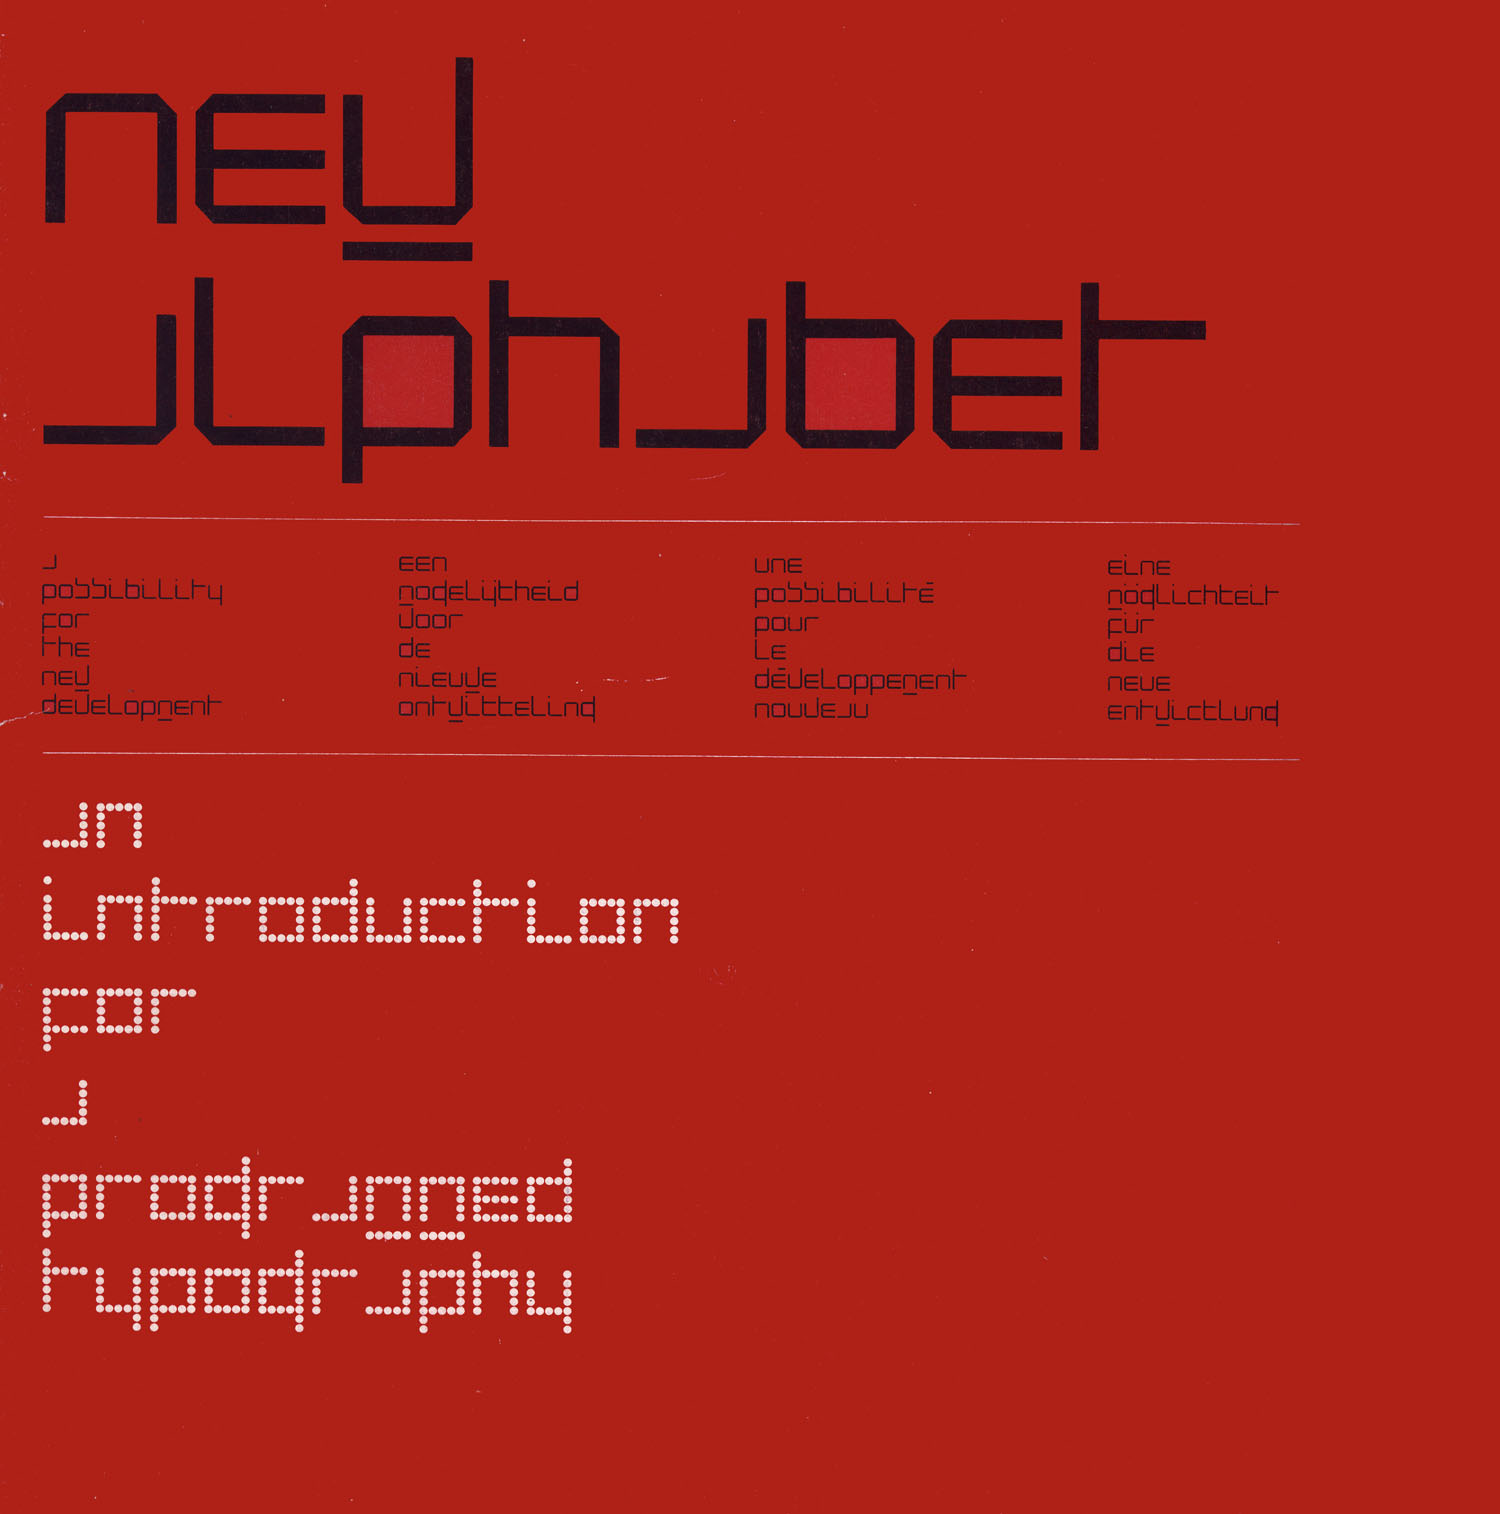 new
alphabet
a
possibility
for
the
new
development
een
mogelijkheid
voor
de
nieuwe
ontwikkeling
une
possibilité
pour
le
développement
nouveau
eine
möglichkeit
für
die
neue
entwicklung
an
introduction
for
a
programmed
typography